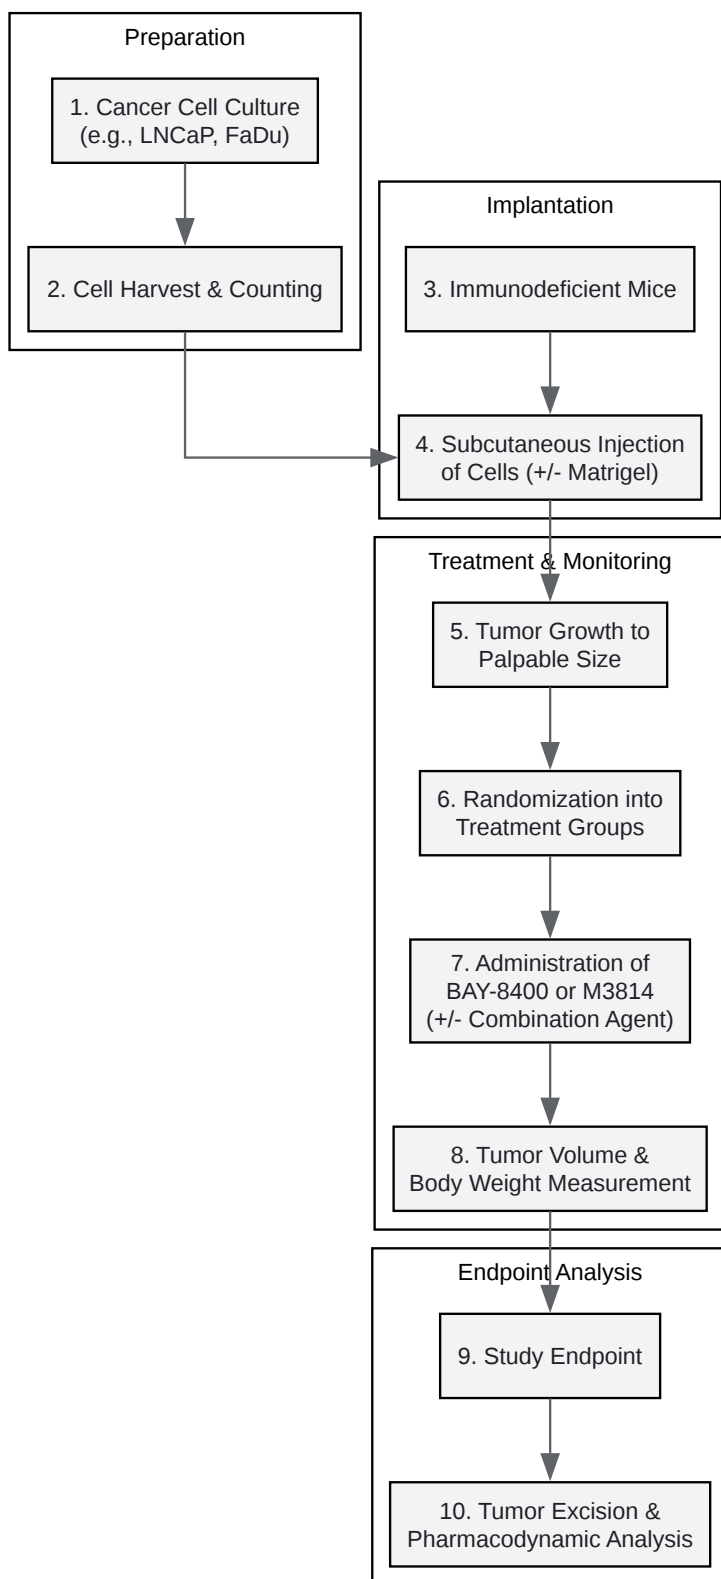 Preparation
1. Cancer Cell Culture
(e.g., LNCaP, FaDu)
2. Cell Harvest & Counting
Implantation
3. Immunodeficient Mice
4. Subcutaneous Injection
of Cells (+/- Matrigel)
Treatment & Monitoring
5. Tumor Growth to
Palpable Size
6. Randomization into
Treatment Groups
7. Administration of
BAY-8400 or M3814
(+/- Combination Agent)
8. Tumor Volume &
Body Weight Measurement
Endpoint Analysis
9. Study Endpoint
10. Tumor Excision &
Pharmacodynamic Analysis